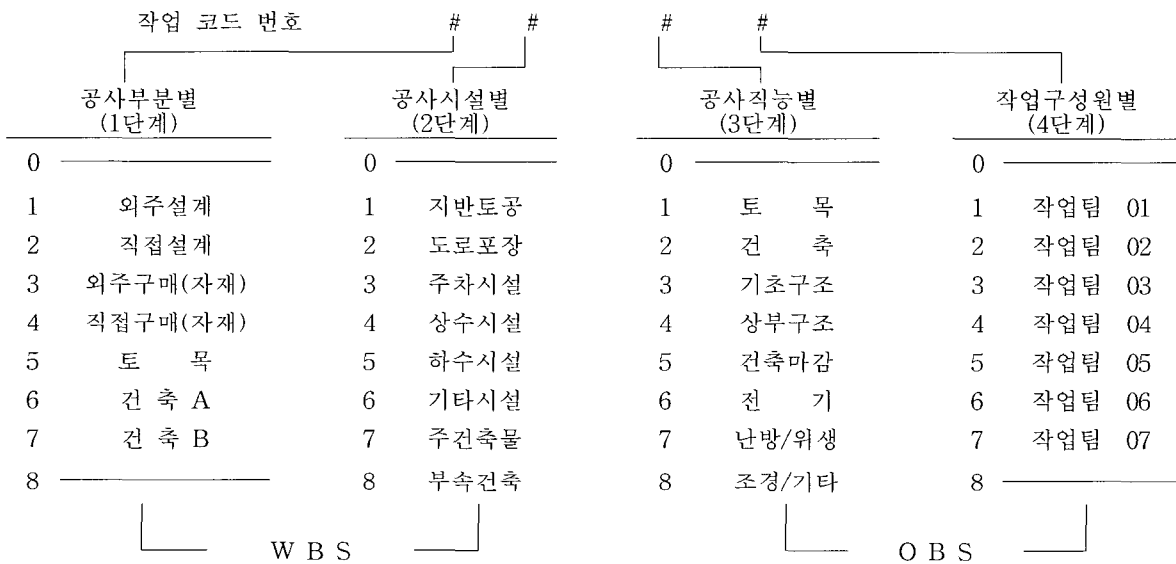 작업 코드 번호 # # # #
공사부분별 공사시설별 공사직능별 작업구성원별
(1단계) (2단계) (3단계) (4단계)
0 0 0 0
1 외주설계 1 지반토공 1 토 목 1 작업팀 01
2 직접설계 2 도로포장 2 건 축 2 작업팀 02
3 외주구매(자재) 3 주차시설 3 기초구조 3 작업팀 03
4 직접구매(자재) 4 상수시설 4 상부구조 4 작업팀 04
5 토 목 5 하수시설 5 건축마감 5 작업팀 05
6 건 축 A 6 기타시설 6 전 기 6 작업팀 06
7 건 축 B 7 주건축물 7 난방/위생 7 작업팀 07
8 8 부속건축 8 조경/기타 8
W B S O B S